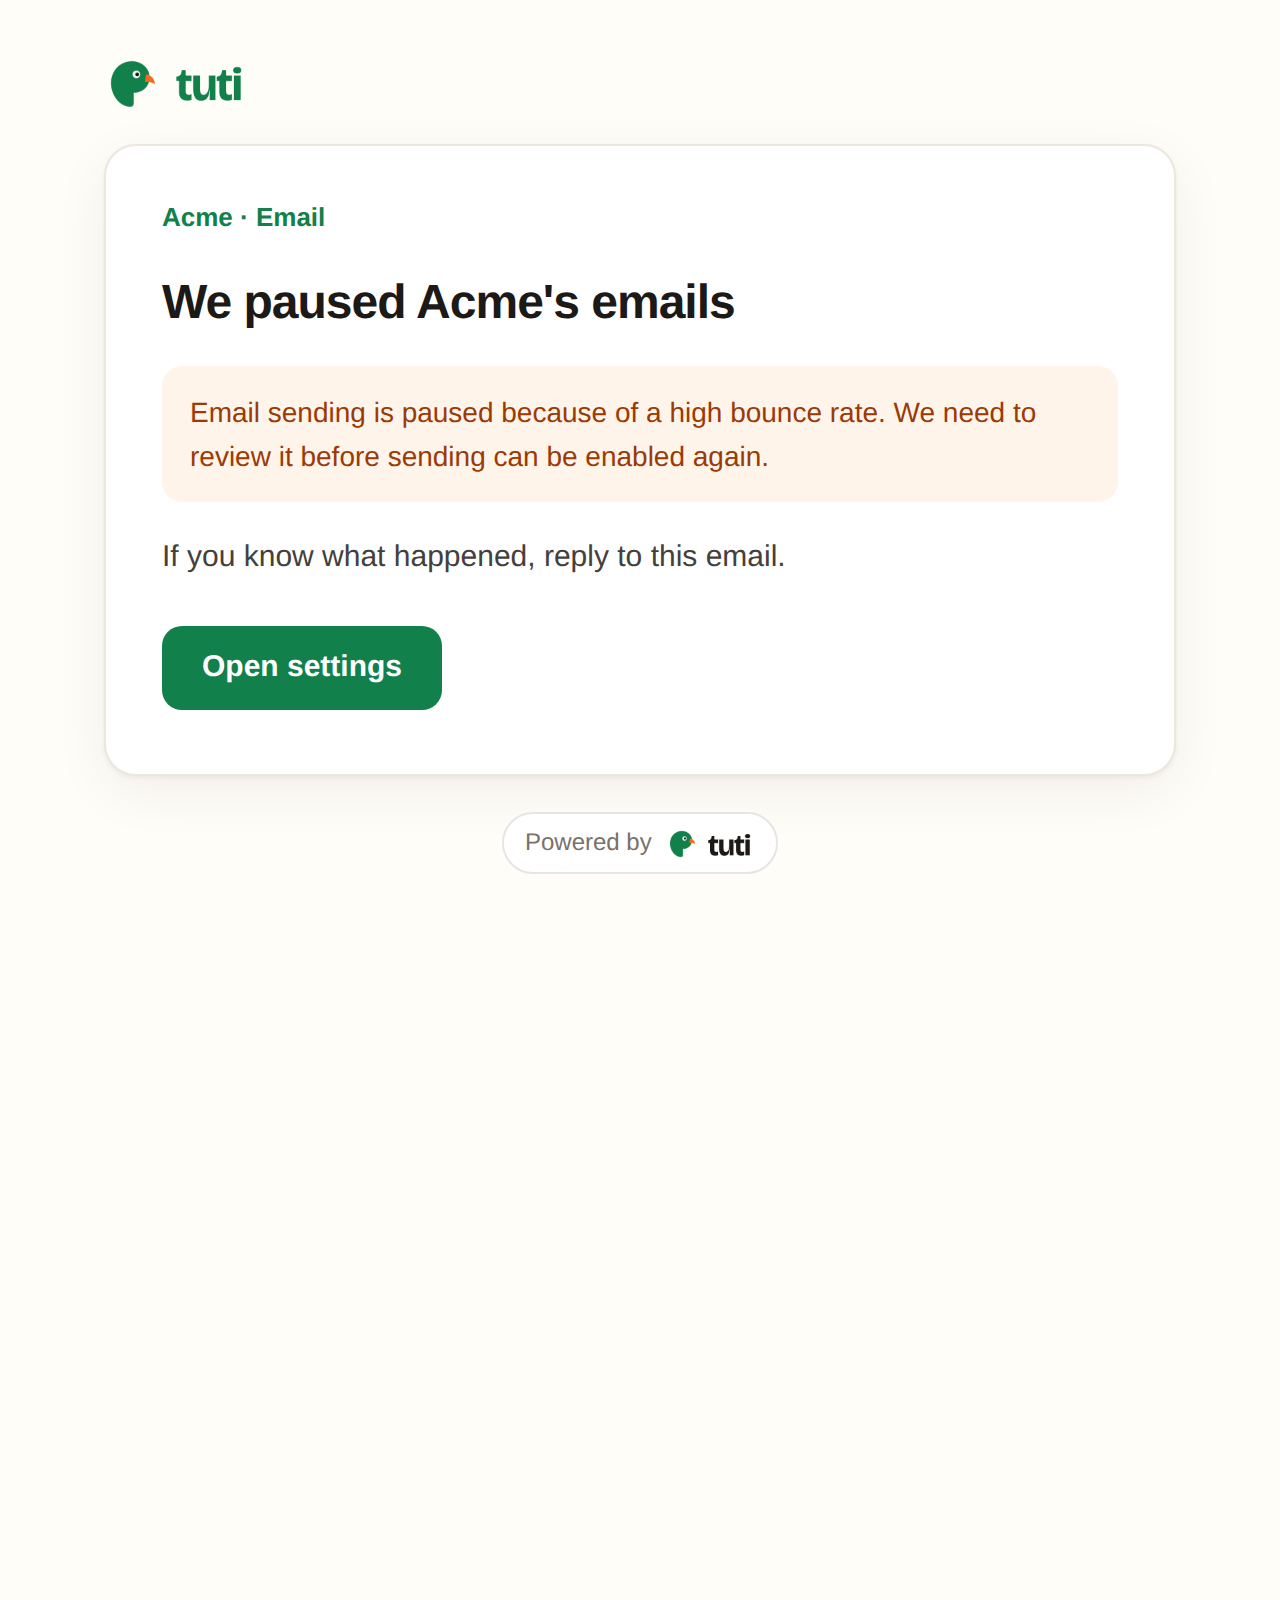 tuti
Acme · Email
We paused Acme's emails
Email sending is paused because of a high bounce rate. We need to
review it before sending can be enabled again.
If you know what happened, reply to this email.
Open settings
Powered by tuti